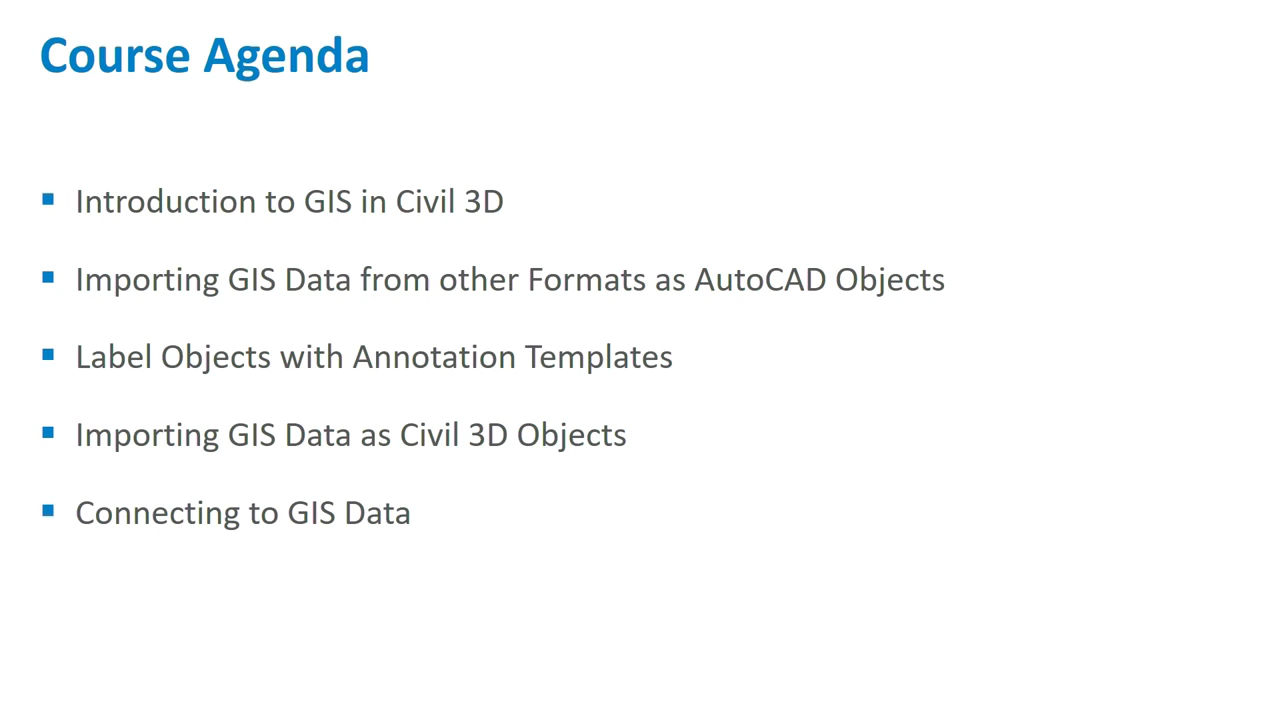 Course Agenda
Introduction to GIS in Civil 3D
Importing GIS Data from other Formats as AutoCAD Objects
Label Objects with Annotation Templates
Importing GIS Data as Civil 3D Objects
Connecting to GIS Data